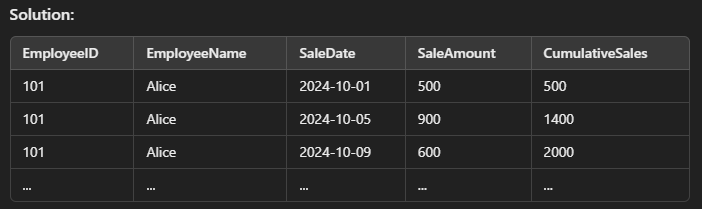 Solution:
EmployeeID EmployeeName SaleDate SaleAmount CumulativeSales
101 Alice 2024-10-01 500 500
101 Alice 2024-10-05 900 1400
101 Alice 2024-10-09 600 2000
... ... ... ... ...